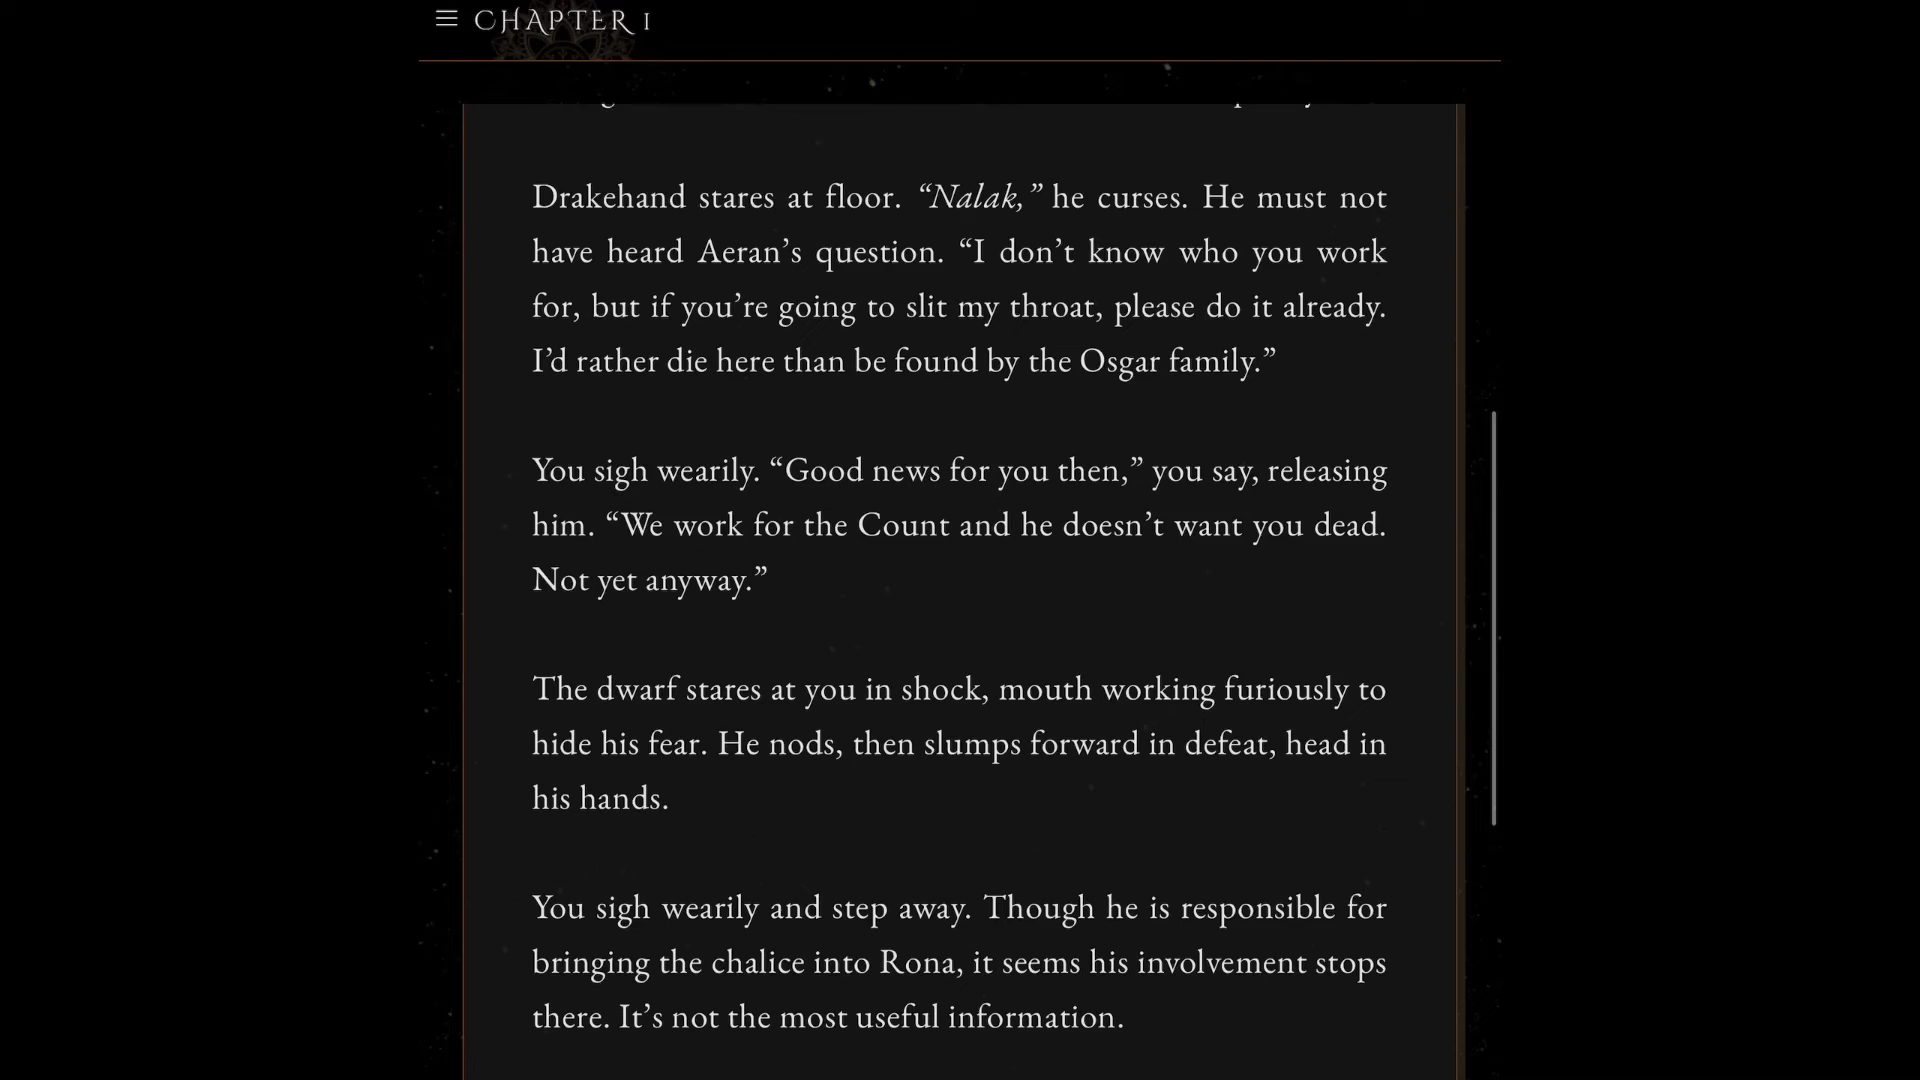 CHAPTER I
Drakehand stares at floor. “Nalak,” he curses. He must not
have heard Aeran’s question. “I don’t know who you work
for, but if you’re going to slit my throat, please do it already.
I’d rather die here than be found by the Osgar family.”
You sigh wearily. “Good news for you then,” you say, releasing
him. “We work for the Count and he doesn’t want you dead.
Not yet anyway.”
The dwarf stares at you in shock, mouth working furiously to
hide his fear. He nods, then slumps forward in defeat, head in
his hands.
You sigh wearily and step away. Though he is responsible for
bringing the chalice into Rona, it seems his involvement stops
there. It’s not the most useful information.